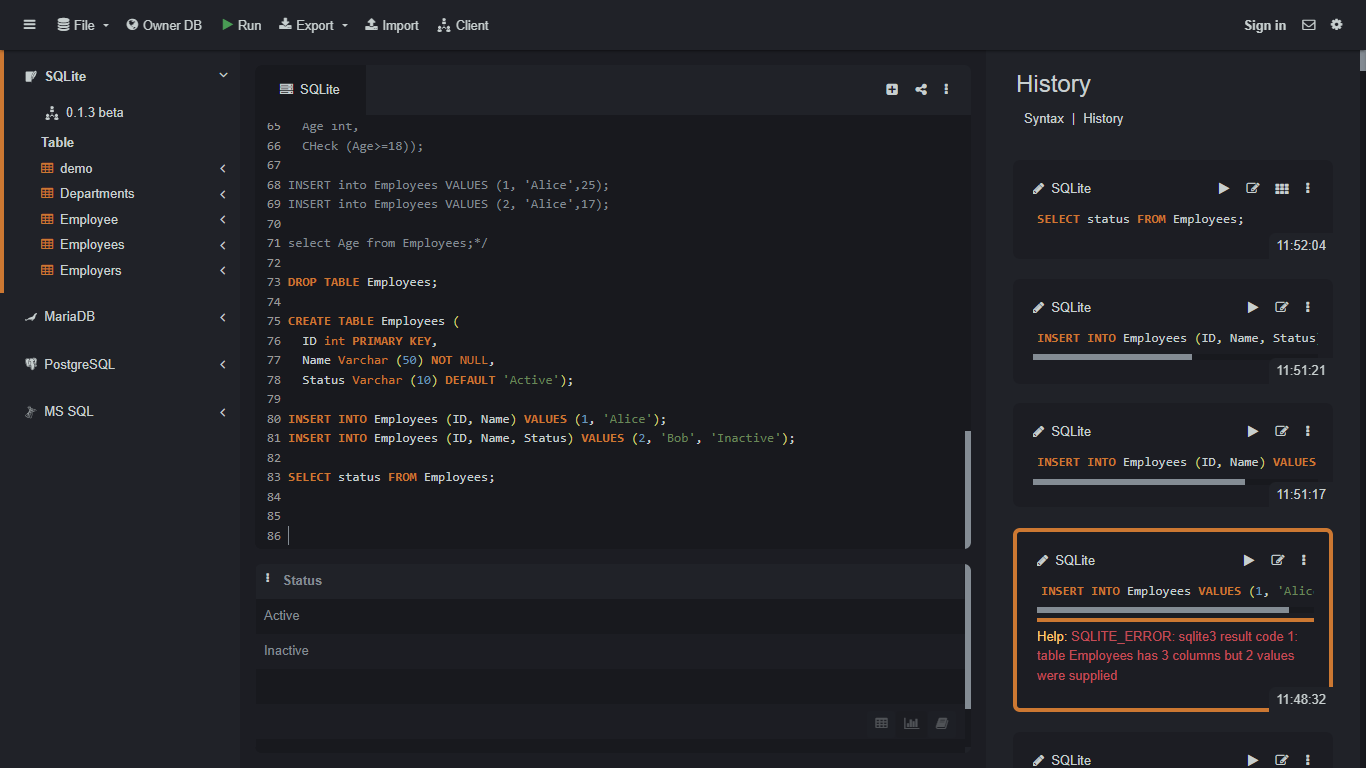 File
Owner DB
Run
Export
Import
Client
Sign in
SQLite
0.1.3 beta
Table
demo
Departments
Employee
Employees
Employers
MariaDB
PostgreSQL
MS SQL
SQLite
65 Age int,
66 CHeck (Age>=18));
67
68 INSERT into Employees VALUES (1, 'Alice',25);
69 INSERT into Employees VALUES (2, 'Alice',17);
70
71 select Age from Employees;*/
72
73 DROP TABLE Employees;
74
75 CREATE TABLE Employees (
76 ID int PRIMARY KEY,
77 Name Varchar (50) NOT NULL,
78 Status Varchar (10) DEFAULT 'Active');
79
80 INSERT INTO Employees (ID, Name) VALUES (1, 'Alice');
81 INSERT INTO Employees (ID, Name, Status) VALUES (2, 'Bob', 'Inactive');
82
83 SELECT status FROM Employees;
84
85
86
Status
Active
Inactive
History
Syntax | History
SQLite
SELECT status FROM Employees;
11:52:04
SQLite
INSERT INTO Employees (ID, Name, Status
11:51:21
SQLite
INSERT INTO Employees (ID, Name) VALUES
11:51:17
SQLite
INSERT INTO Employees VALUES (1, 'Alic
Help: SQLITE_ERROR: sqlite3 result code 1:
table Employees has 3 columns but 2 values
were supplied
11:48:32
SQLite